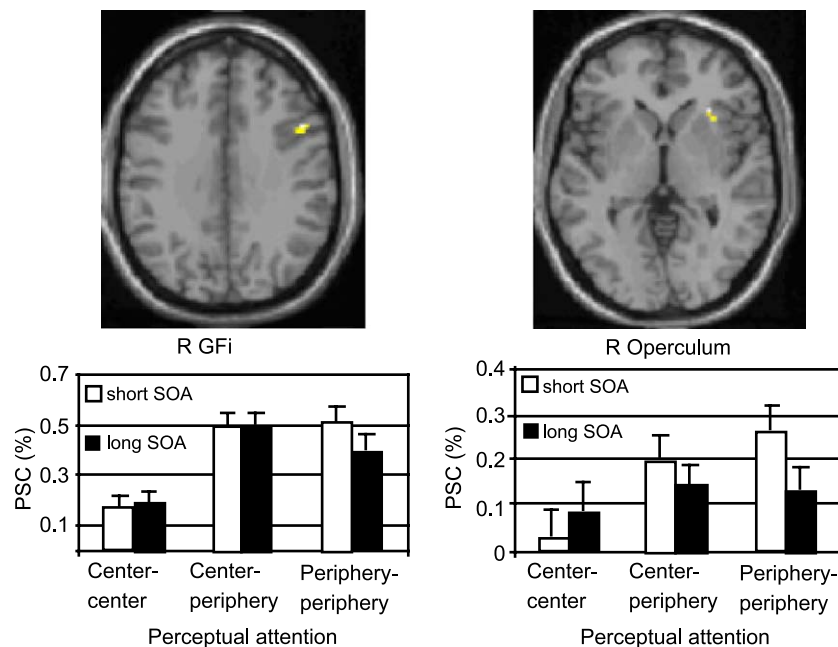 R GFi
0.7
0.5
0.3
0.1
PSC (%)
short SOA
long SOA
Center-
center
Center-
periphery
Periphery-
periphery
Perceptual attention
R Operculum
0.4
0.3
0.2
0.1
0
PSC (%)
short SOA
long SOA
Center-
center
Center-
periphery
Periphery-
periphery
Perceptual attention